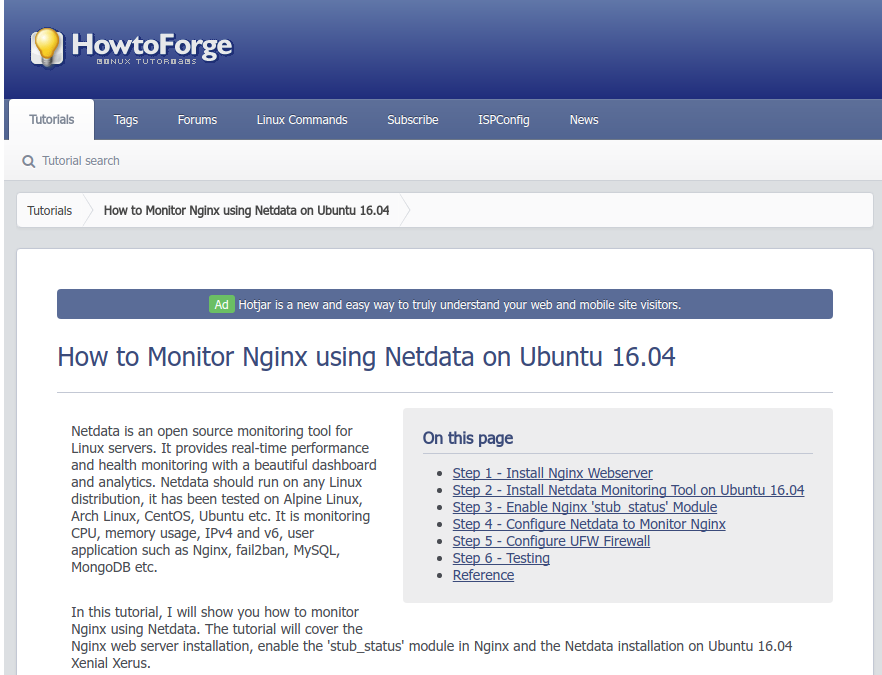 HowtoForge
LINUX TUTORIALS
Tutorials Tags Forums Linux Commands Subscribe ISPConfig News
Tutorial search
Tutorials How to Monitor Nginx using Netdata on Ubuntu 16.04
Ad Hotjar is a new and easy way to truly understand your web and mobile site visitors.
How to Monitor Nginx using Netdata on Ubuntu 16.04
Netdata is an open source monitoring tool for
Linux servers. It provides real-time performance
and health monitoring with a beautiful dashboard
and analytics. Netdata should run on any Linux
distribution, it has been tested on Alpine Linux,
Arch Linux, CentOS, Ubuntu etc. It is monitoring
CPU, memory usage, IPv4 and v6, user
application such as Nginx, fail2ban, MySQL,
MongoDB etc.
On this page
Step 1 - Install Nginx Webserver
Step 2 - Install Netdata Monitoring Tool on Ubuntu 16.04
Step 3 - Enable Nginx 'stub_status' Module
Step 4 - Configure Netdata to Monitor Nginx
Step 5 - Configure UFW Firewall
Step 6 - Testing
Reference
In this tutorial, I will show you how to monitor
Nginx using Netdata. The tutorial will cover the
Nginx web server installation, enable the 'stub_status' module in Nginx and the Netdata installation on Ubuntu 16.04
Xenial Xerus.